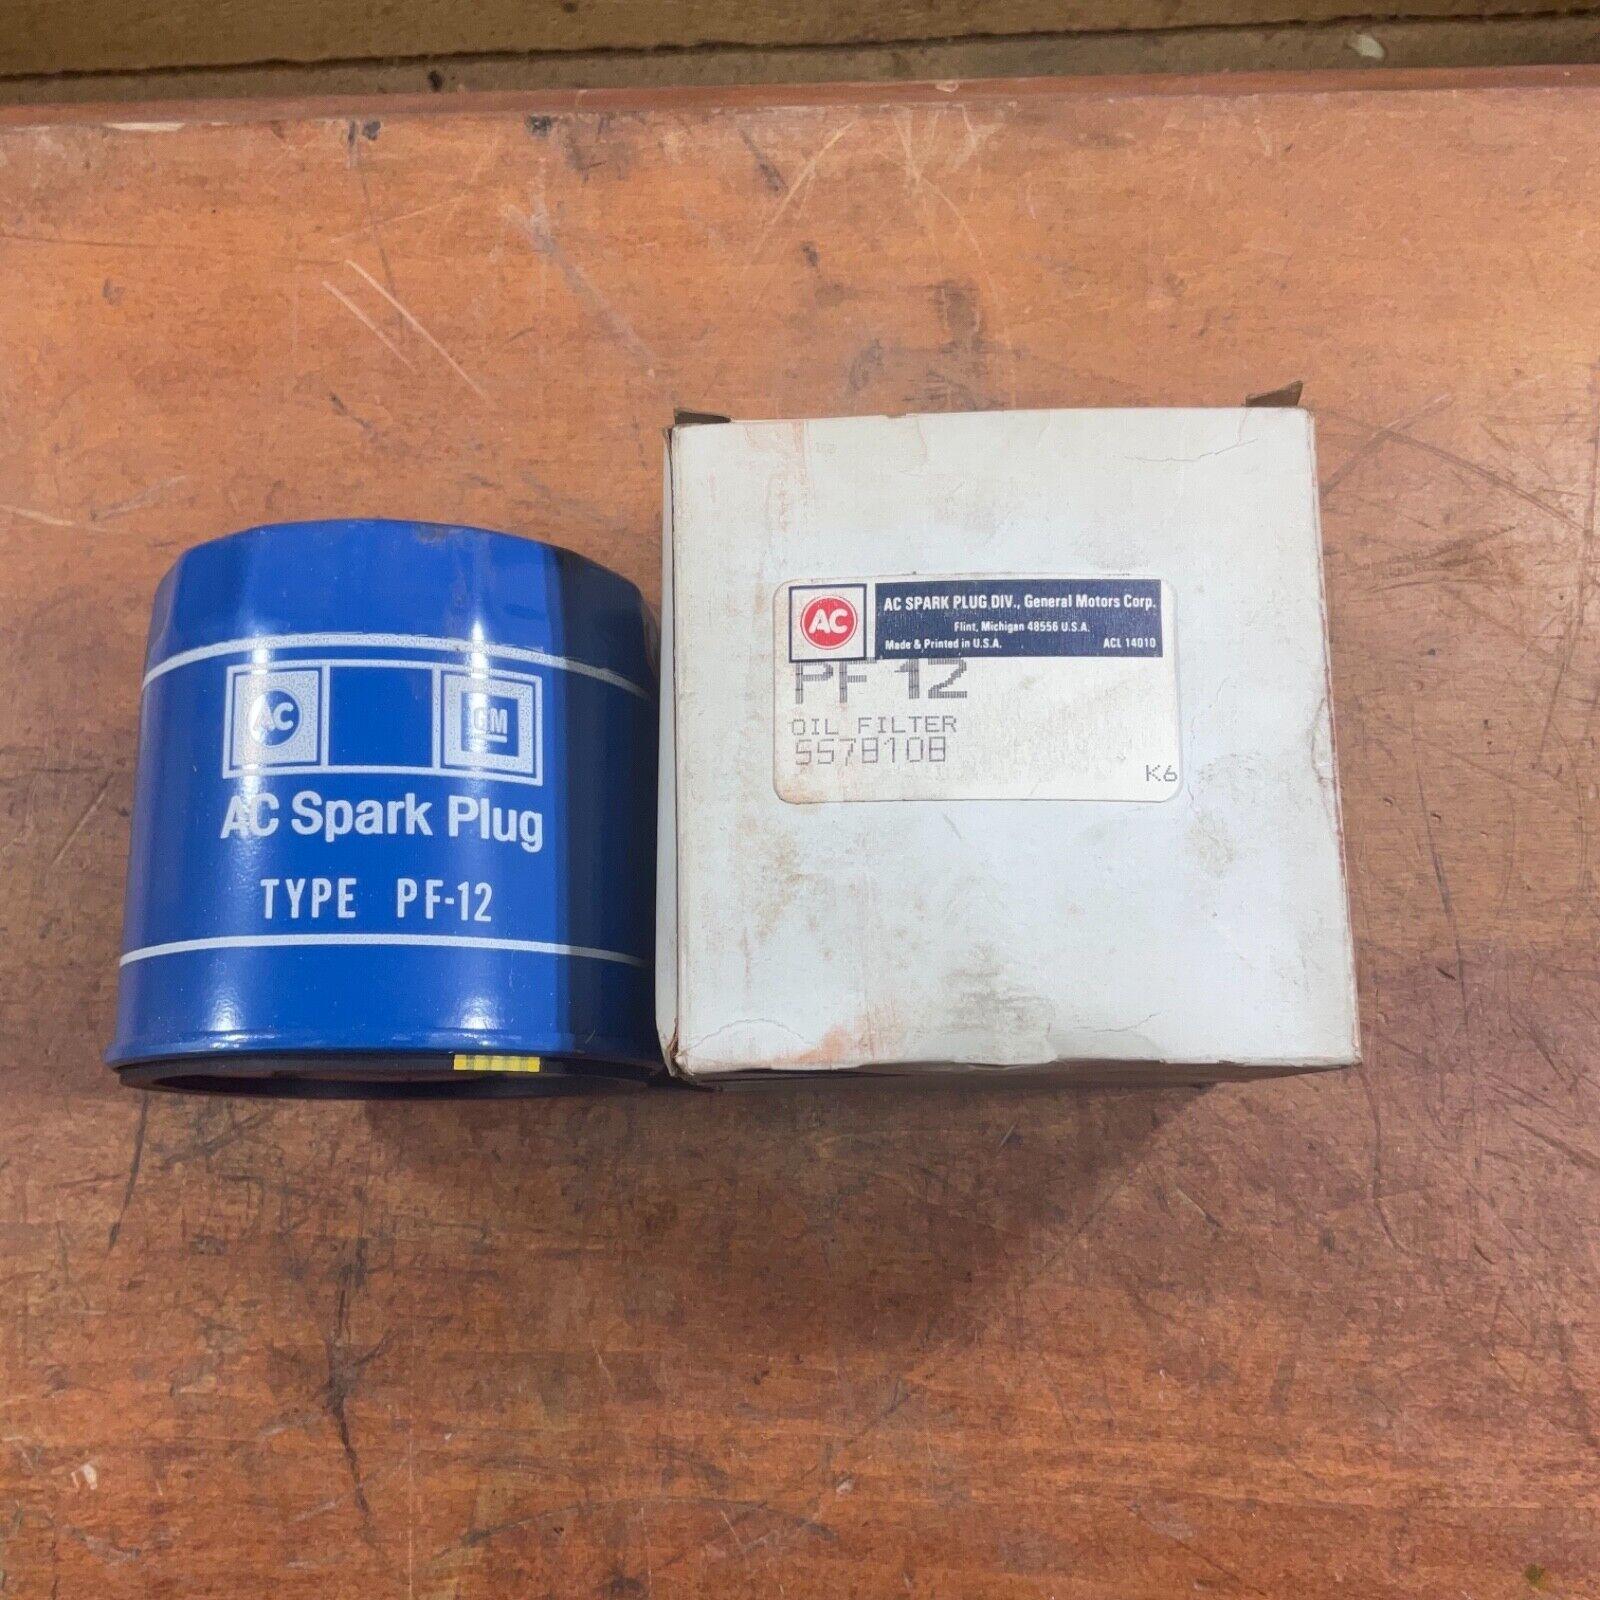 AC GM
AC Spark Plug
TYPE PF-12
AC
AC SPARK PLUG DIV., General Motors Corp.
Flint, Michigan 48556 U.S.A.
Made & Printed in U.S.A. ACL 14010
PF12
OIL FILTER
5578108
K6